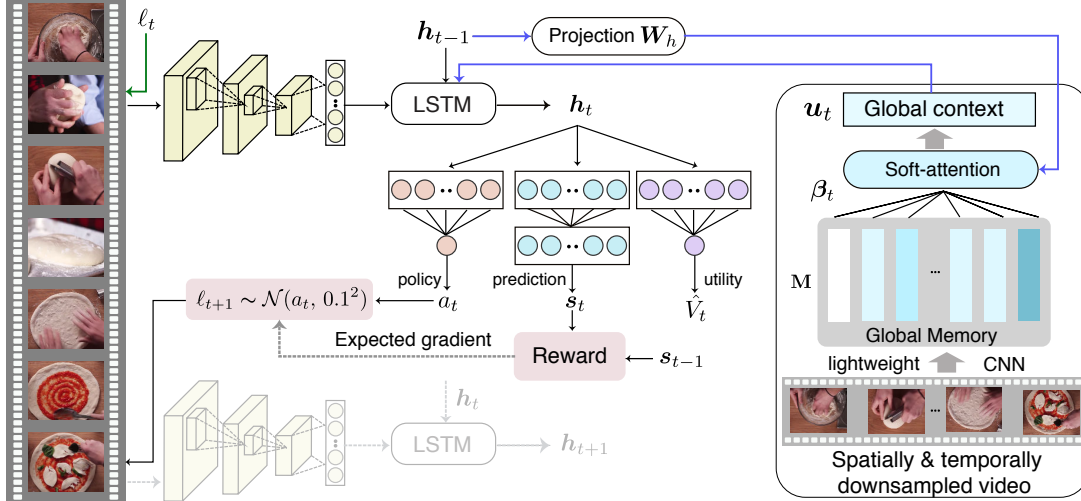 ℓ_t
h_{t−1}
Projection W_h
LSTM
h_t
u_t
Global context
Soft-attention
β_t
M
...
Global Memory
lightweight CNN
...
Spatially & temporally
downsampled video
policy
prediction
utility
a_t
s_t
V̂_t
ℓ_{t+1} ∼ N(a_t, 0.1²)
Expected gradient
Reward
s_{t−1}
h_t
LSTM
h_{t+1}